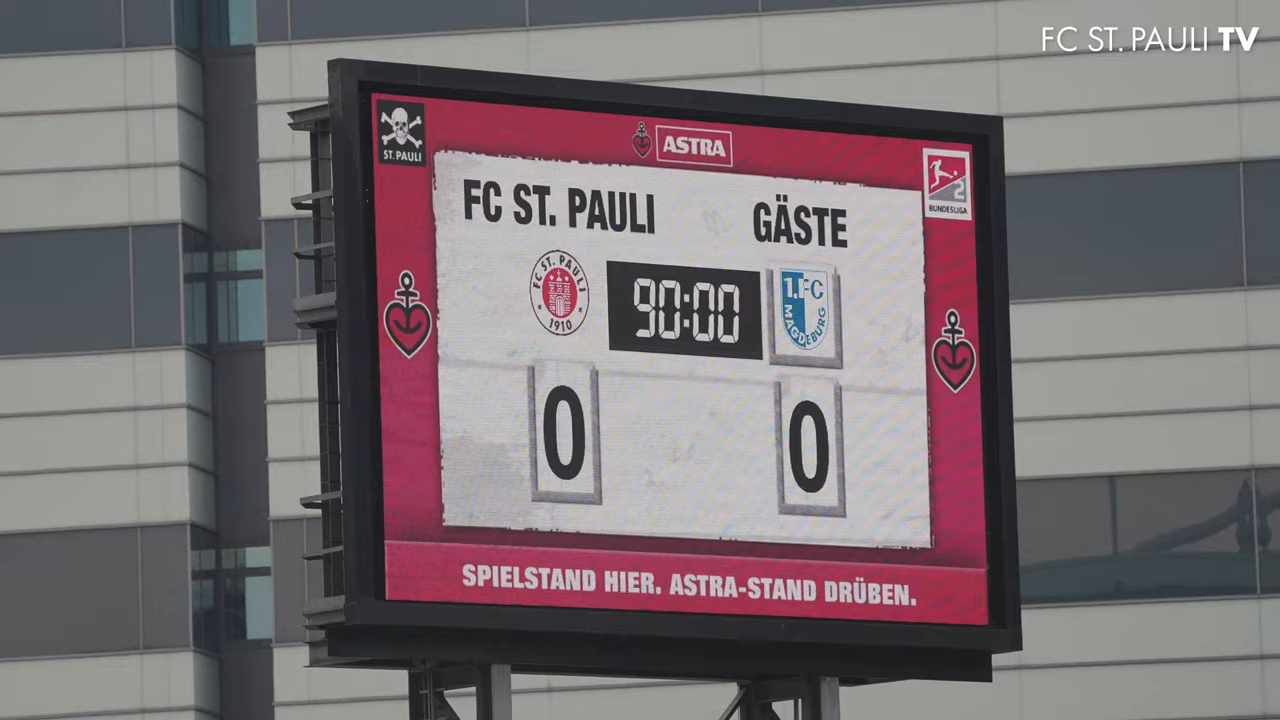 FC ST. PAULI TV
ST. PAULI
ASTRA
2
BUNDESLIGA
FC ST. PAULI
GÄSTE
FC ST. PAULI
1910
90:00
1.FC
MAGDEBURG
0
0
SPIELSTAND HIER. ASTRA-STAND DRÜBEN.